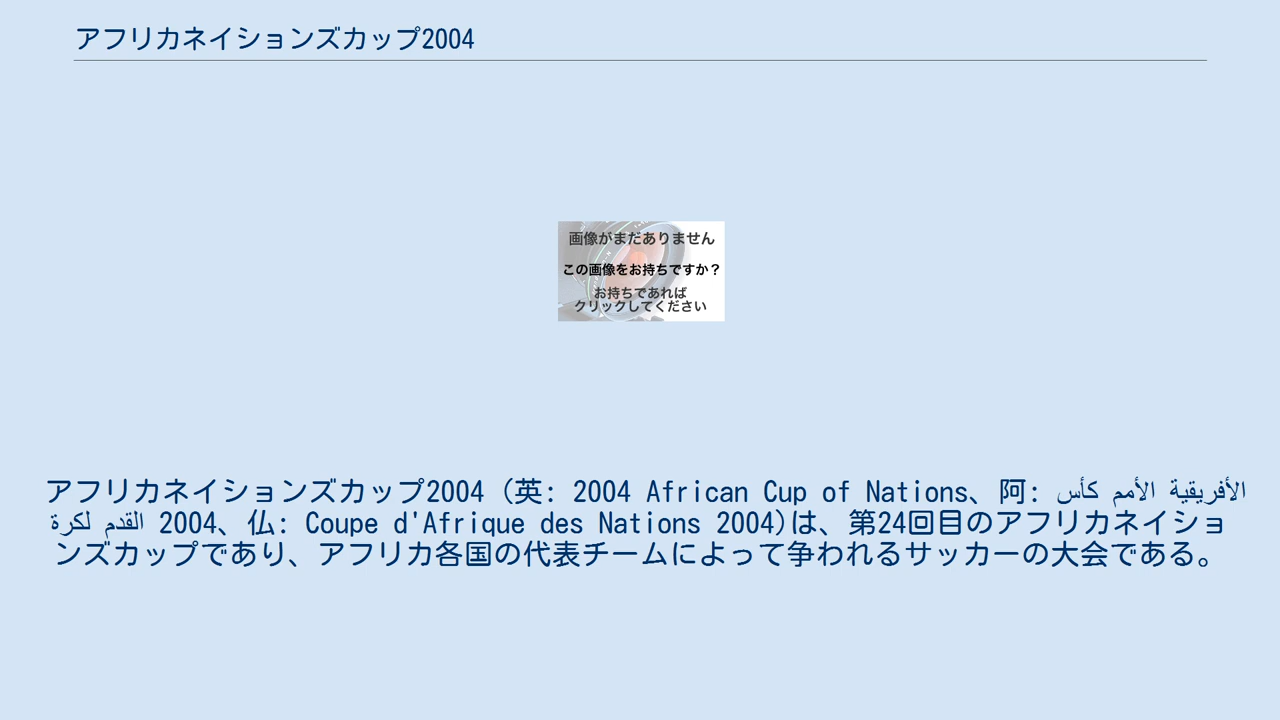 アフリカネイションズカップ2004
画像がまだありません
この画像をお持ちですか？
お持ちであれば
クリックしてください
アフリカネイションズカップ2004（英: 2004 African Cup of Nations、阿: كأس الأمم الأفريقية
لكرة القدم 2004、仏: Coupe d'Afrique des Nations 2004)は、第24回目のアフリカネイショ
ンズカップであり、アフリカ各国の代表チームによって争われるサッカーの大会である。